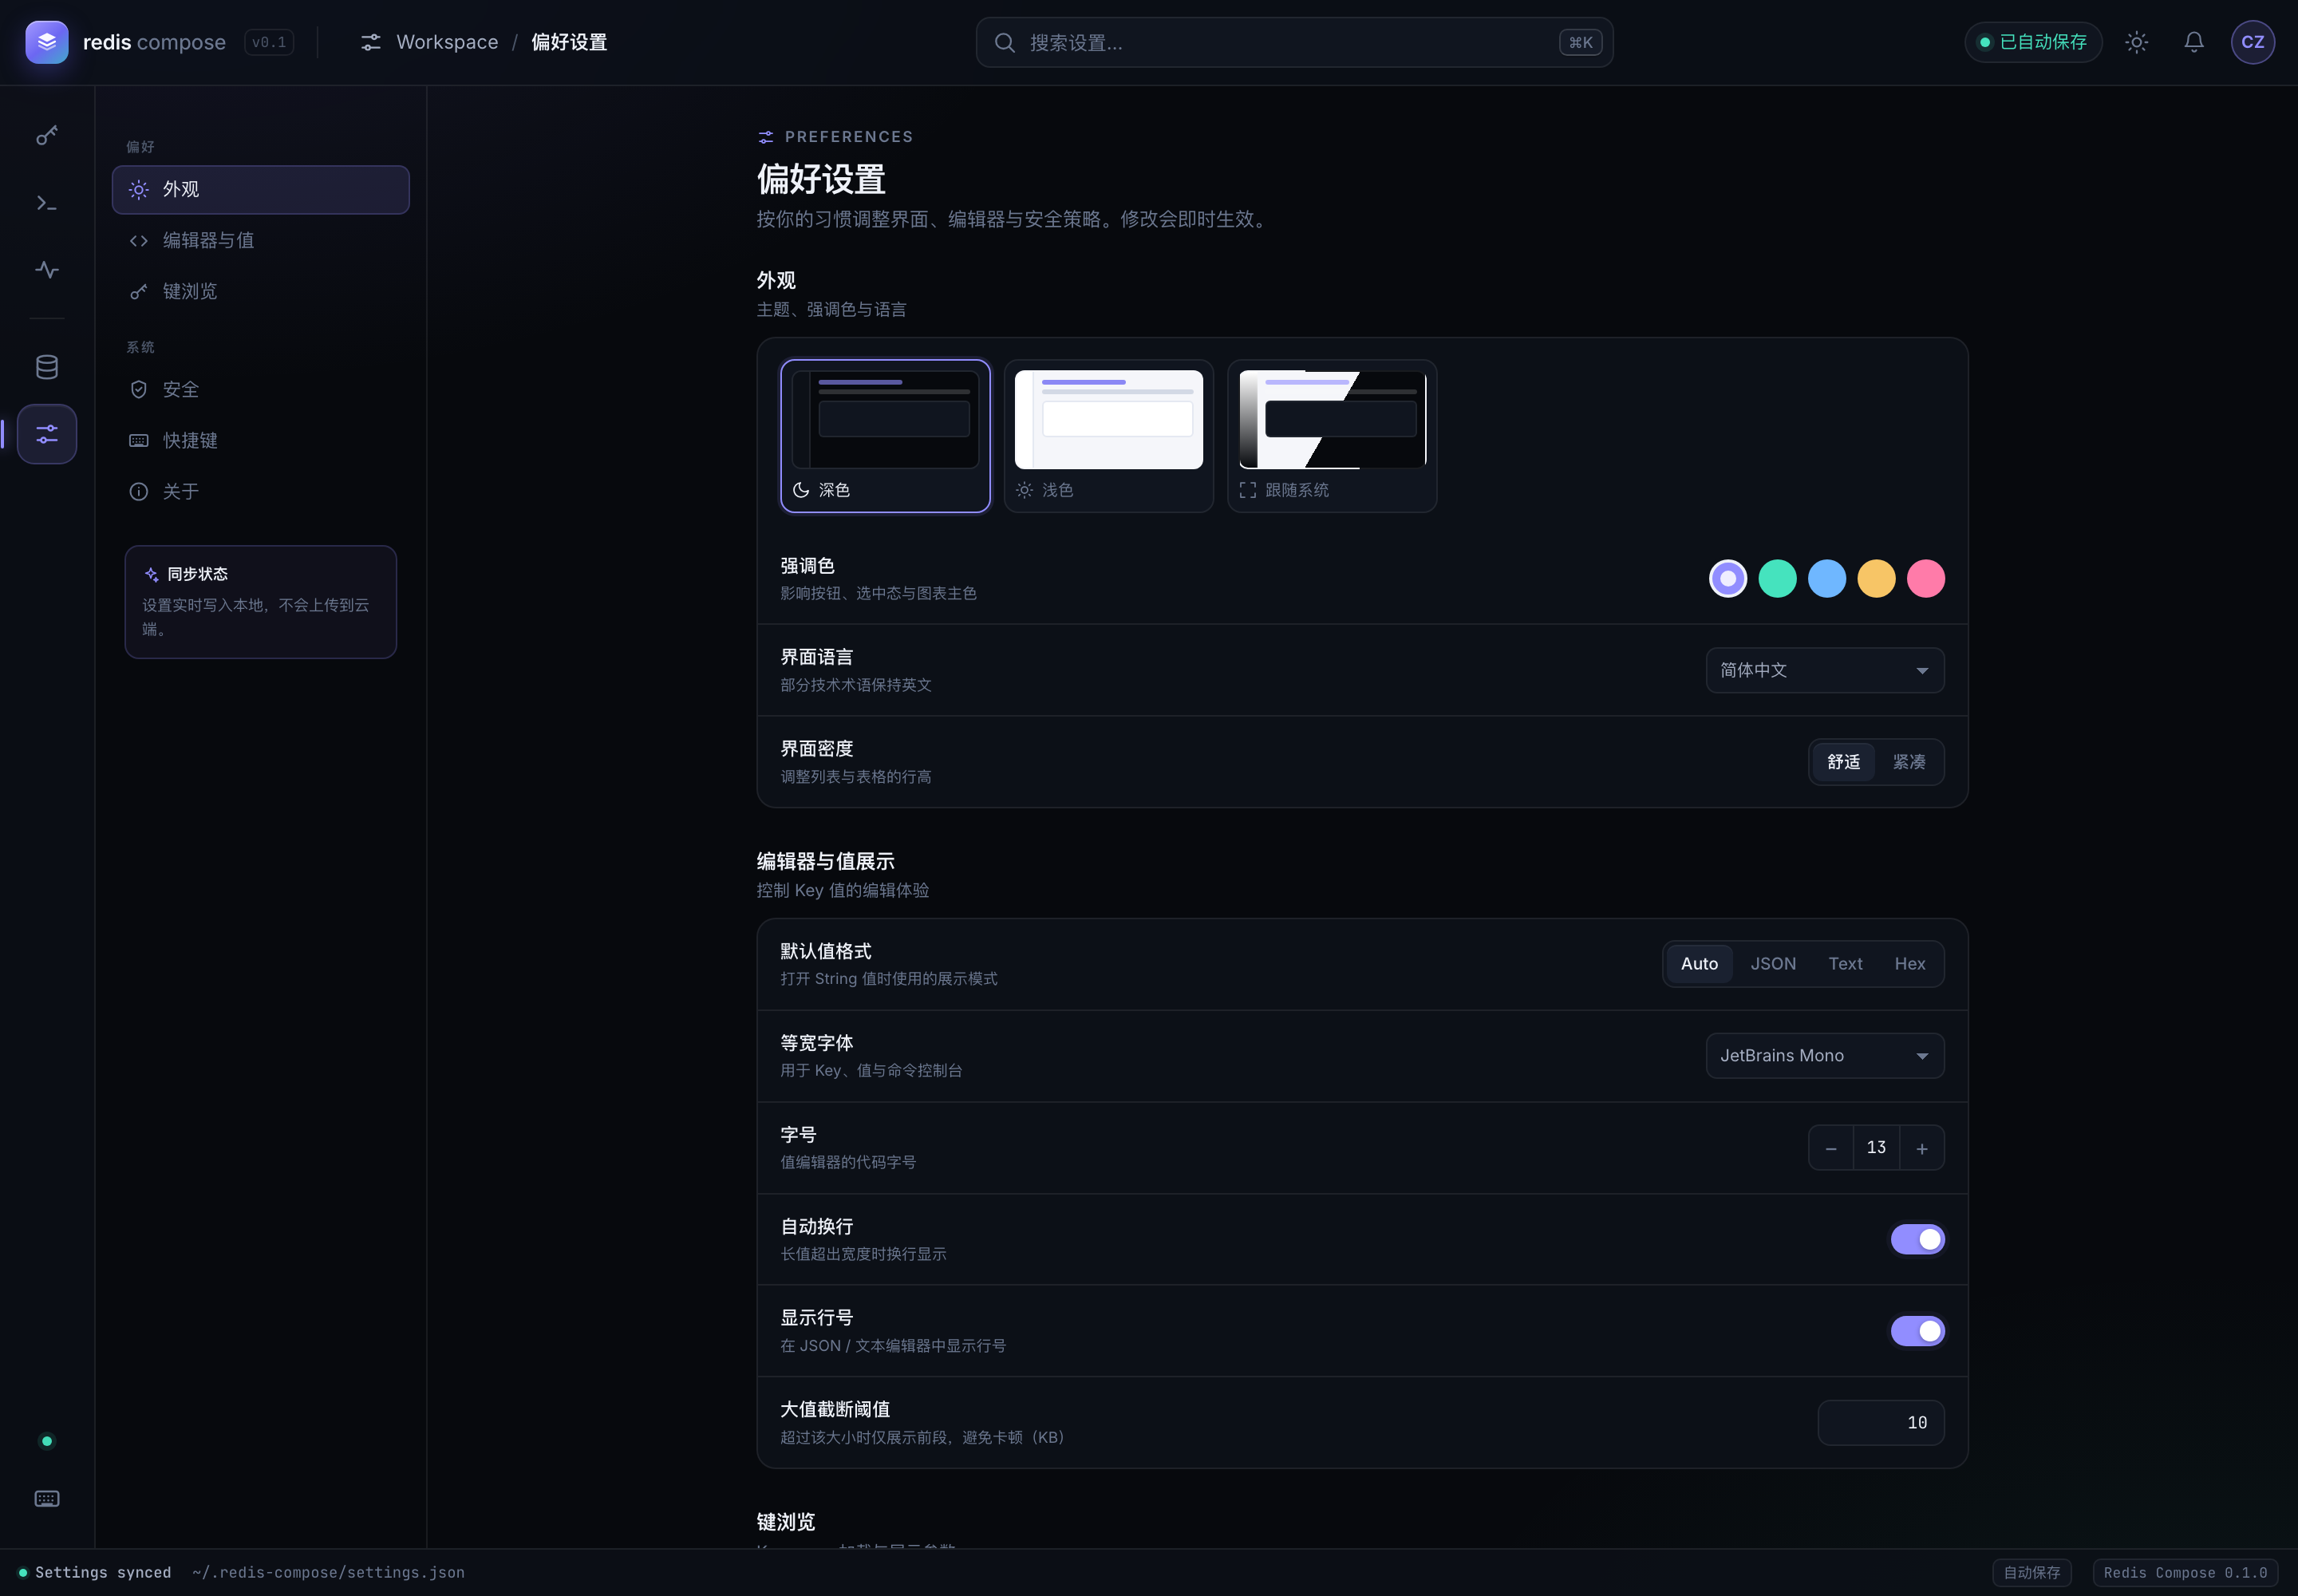 redis compose v0.1 Workspace / 偏好设置 搜索设置... ⌘K 已自动保存 CZ
偏好
外观
编辑器与值
键浏览
系统
安全
快捷键
关于
同步状态
设置实时写入本地，不会上传到云
端。
PREFERENCES
偏好设置
按你的习惯调整界面、编辑器与安全策略。修改会即时生效。
外观
主题、强调色与语言
深色 浅色 跟随系统
强调色
影响按钮、选中态与图表主色
界面语言
部分技术术语保持英文
简体中文
界面密度
调整列表与表格的行高
舒适 紧凑
编辑器与值展示
控制 Key 值的编辑体验
默认值格式
打开 String 值时使用的展示模式
Auto JSON Text Hex
等宽字体
用于 Key、值与命令控制台
JetBrains Mono
字号
值编辑器的代码字号
− 13 +
自动换行
长值超出宽度时换行显示
显示行号
在 JSON / 文本编辑器中显示行号
大值截断阈值
超过该大小时仅展示前段，避免卡顿（KB）
10
键浏览
Settings synced ~/.redis-compose/settings.json 自动保存 Redis Compose 0.1.0